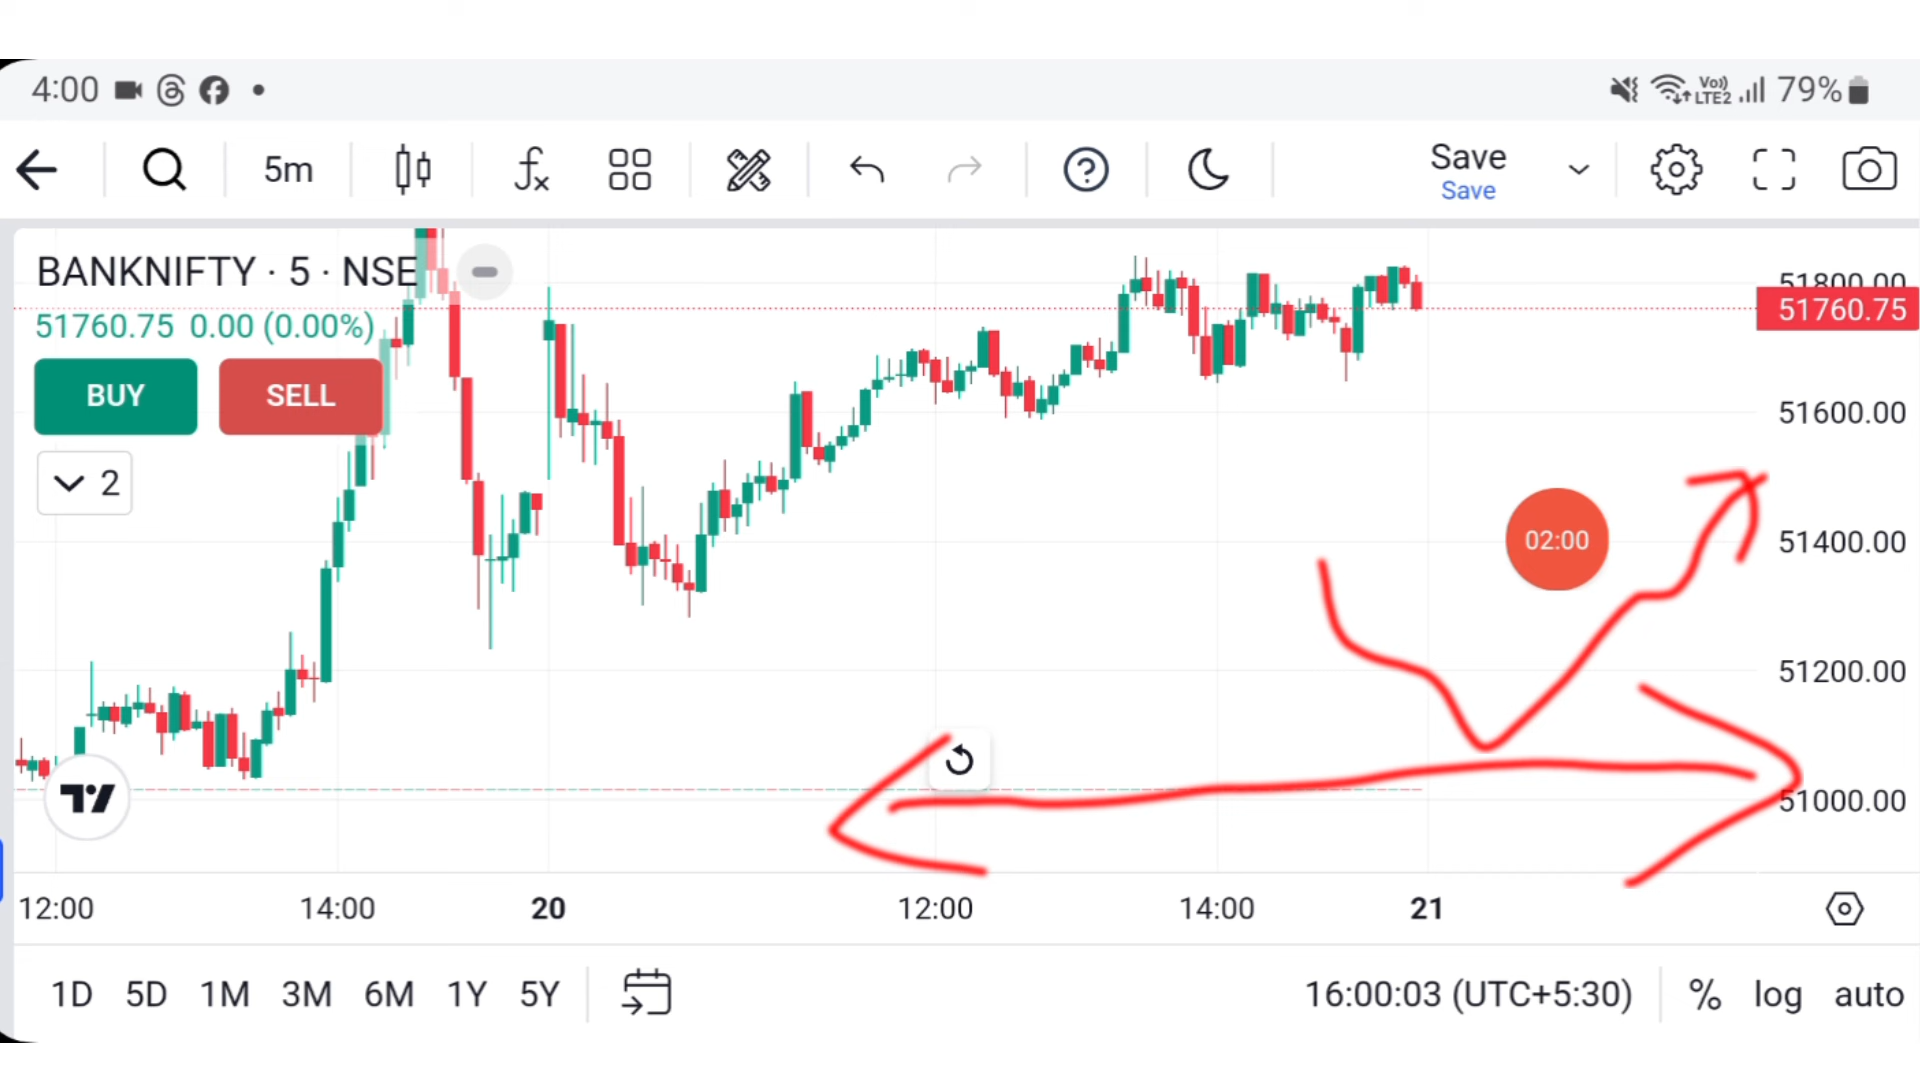 4:00 Vo)) LTE2 79%
5m Save
Save
BANKNIFTY · 5 · NSE
51760.75 0.00 (0.00%)
BUY SELL
2
51800.00
51760.75
51600.00
02:00
51400.00
51200.00
51000.00
12:00 14:00 20 12:00 14:00 21
1D 5D 1M 3M 6M 1Y 5Y 16:00:03 (UTC+5:30) % log auto